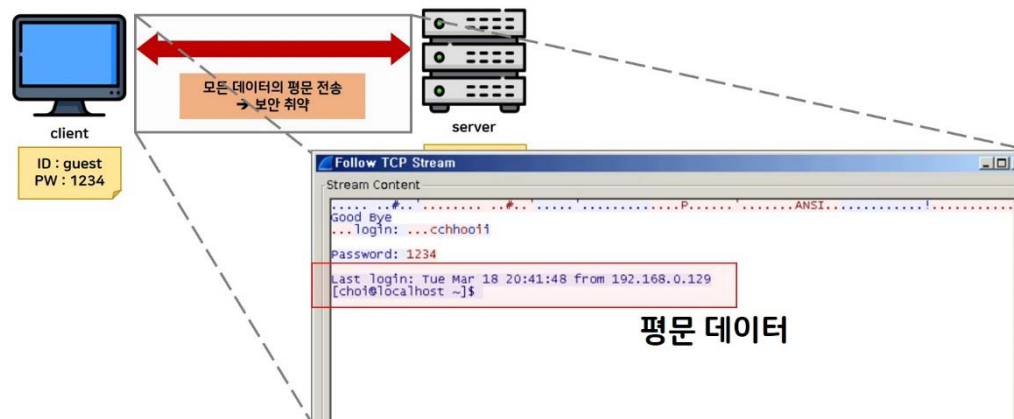 모든 데이터의 평문 전송
→ 보안 취약
client
server
ID : guest
PW : 1234
Follow TCP Stream
Stream Content
..... ..#..'........ ..#..'.....'.............P......'.......ANSI............!...........
Good Bye
...login: ...cchhooii
Password: 1234
Last login: Tue Mar 18 20:41:48 from 192.168.0.129
[choi@localhost ~]$
평문 데이터